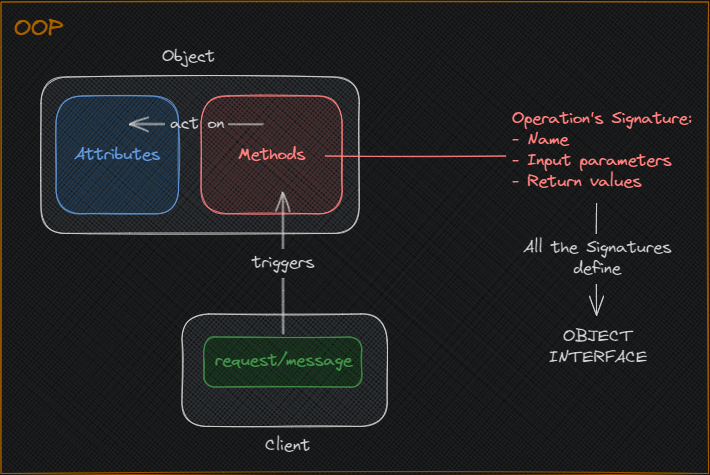 OOP
Object
act on
Attributes
Methods
Operation's Signature:
- Name
- Input parameters
- Return values
All the Signatures
define
OBJECT
INTERFACE
triggers
request/message
Client